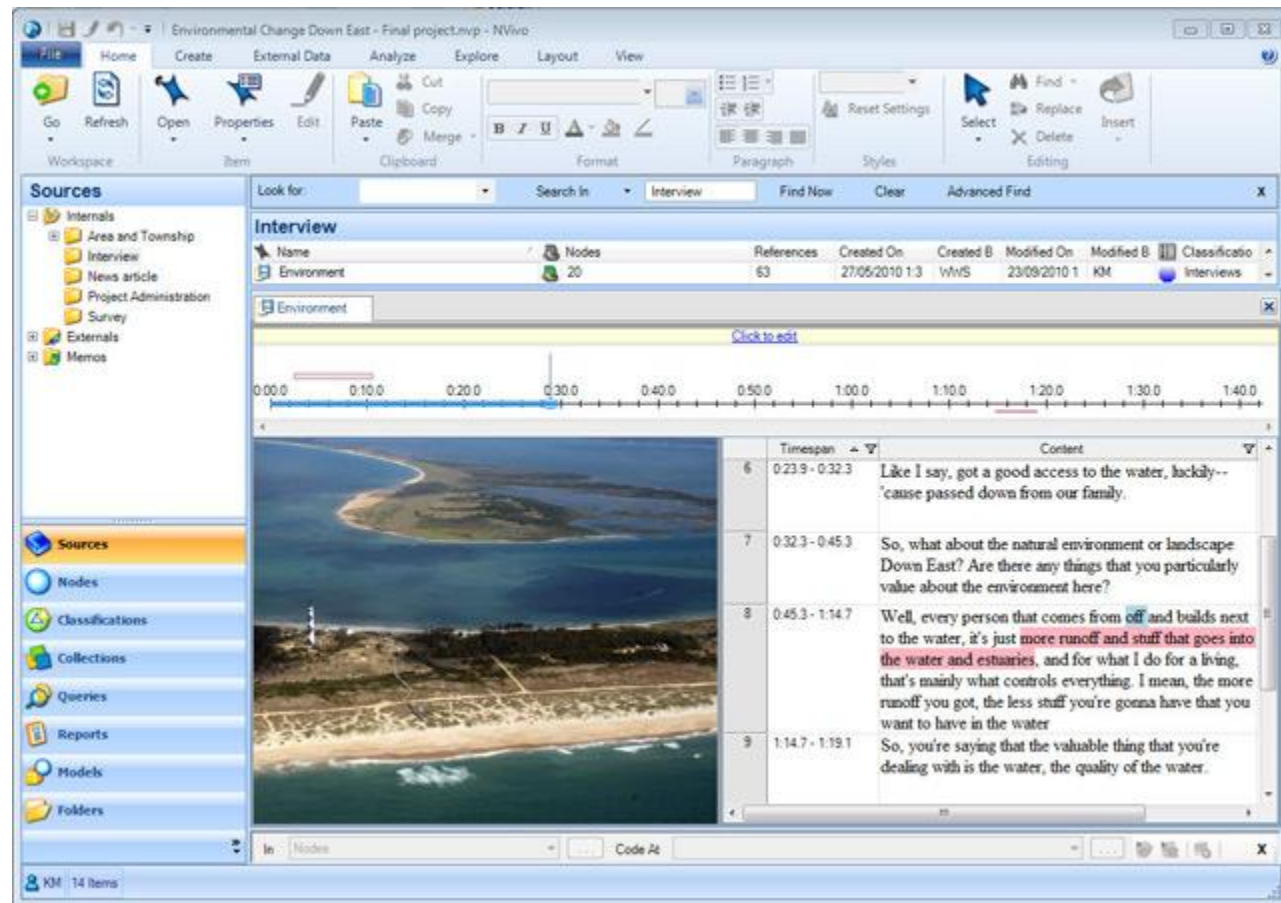 Environmental Change Down East - Final project.nvp - NVivo
File Home Create External Data Analyze Explore Layout View
Go Refresh Open Properties Edit Paste Cut Copy Merge
B I U A Reset Settings Select Find Replace Delete Insert
Workspace Item Clipboard Format Paragraph Styles Editing
Sources
Internals
Area and Township
Interview
News article
Project Administration
Survey
Externals
Memos
Sources
Nodes
Classifications
Collections
Queries
Reports
Models
Folders
Look for: Search In Interview Find Now Clear Advanced Find x
Interview
Name Nodes References Created On Created B Modified On Modified B Classificatio
Environment 20 63 27/05/2010 1:3 WWS 23/09/2010 1 KM Interviews
Environment
Click to edit
0:00.0 0:10.0 0:20.0 0:30.0 0:40.0 0:50.0 1:00.0 1:10.0 1:20.0 1:30.0 1:40.0
Timespan Content
6 0:23.9 - 0:32.3 Like I say, got a good access to the water, luckily--
'cause passed down from our family.
7 0:32.3 - 0:45.3 So, what about the natural environment or landscape
Down East? Are there any things that you particularly
value about the environment here?
8 0:45.3 - 1:14.7 Well, every person that comes from off and builds next
to the water, it's just more runoff and stuff that goes into
the water and estuaries, and for what I do for a living,
that's mainly what controls everything. I mean, the more
runoff you got, the less stuff you're gonna have that you
want to have in the water
9 1:14.7 - 1:19.1 So, you're saying that the valuable thing that you're
dealing with is the water, the quality of the water.
In Nodes ... Code At ... x
KM 14 Items